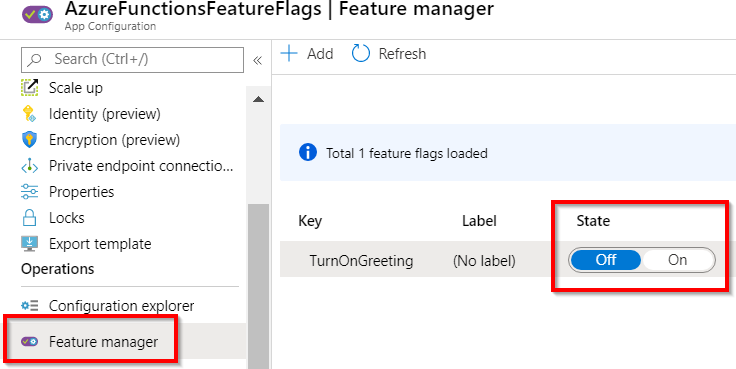 AzureFunctionsFeatureFlags | Feature manager
App Configuration
Search (Ctrl+/)
«
Add
Refresh
Scale up
Identity (preview)
Encryption (preview)
Private endpoint connectio...
Properties
Locks
Export template
Operations
Configuration explorer
Feature manager
Total 1 feature flags loaded
Key Label State
TurnOnGreeting (No label) Off On